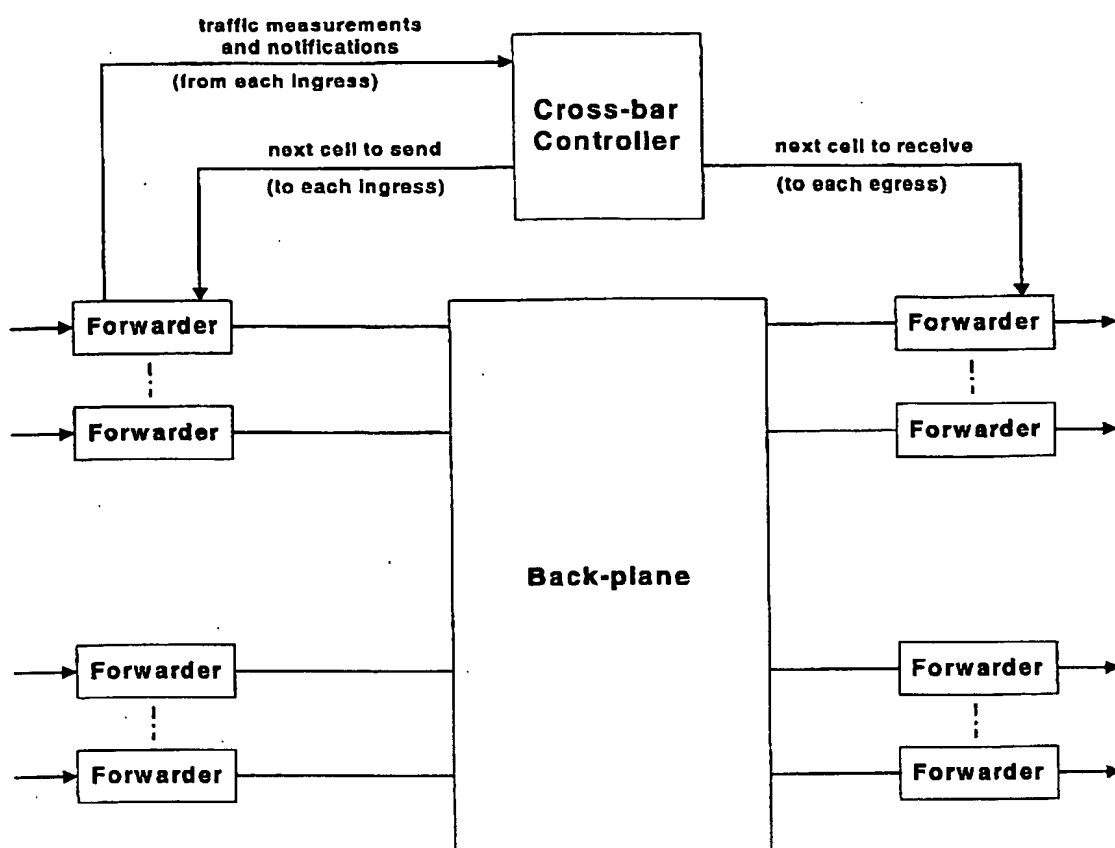 traffic measurements
and notifications
(from each ingress)
Cross-bar
Controller
next cell to send
(to each ingress)
next cell to receive
(to each egress)
Forwarder
Forwarder
Forwarder
Forwarder
Back-plane
Forwarder
Forwarder
Forwarder
Forwarder